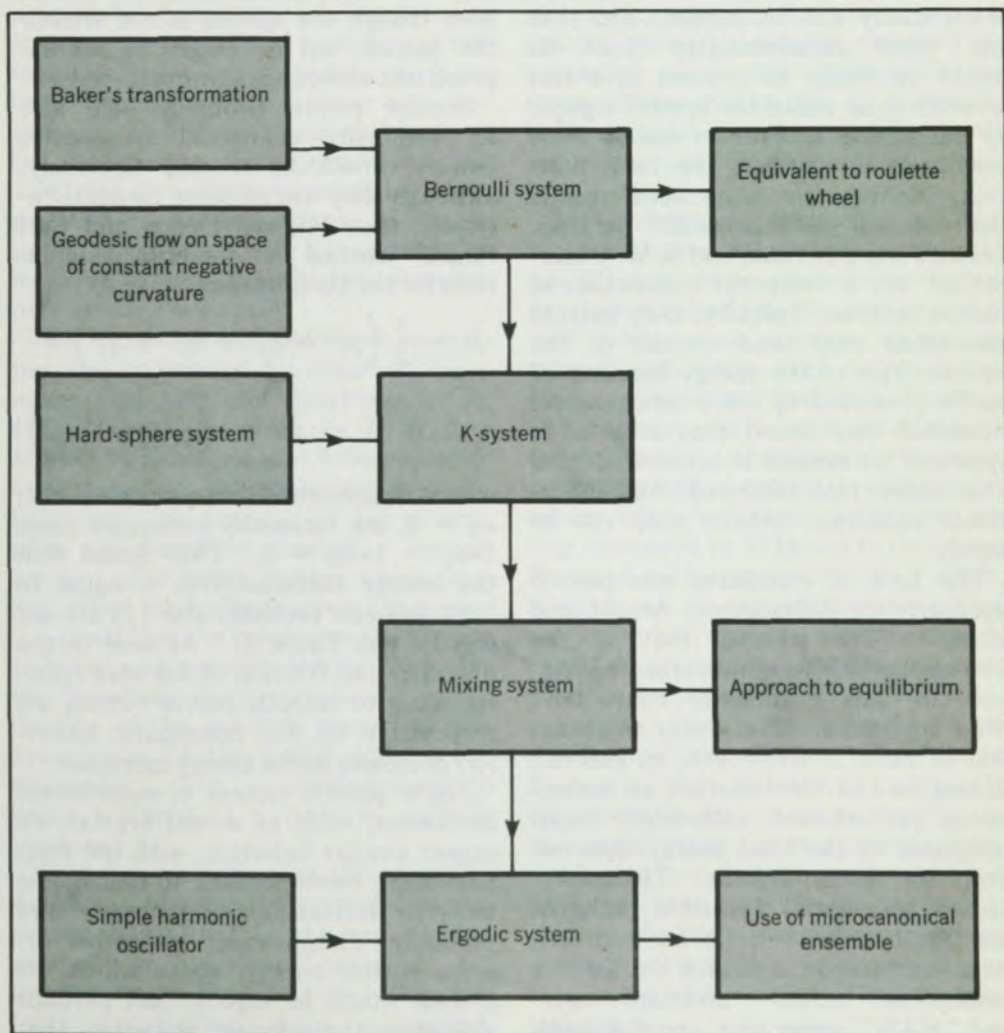 Baker's transformation
Bernoulli system
Equivalent to roulette
wheel
Geodesic flow on space
of constant negative
curvature
Hard-sphere system
K-system
Mixing system
Approach to equilibrium
Simple harmonic
oscillator
Ergodic system
Use of microcanonical
ensemble